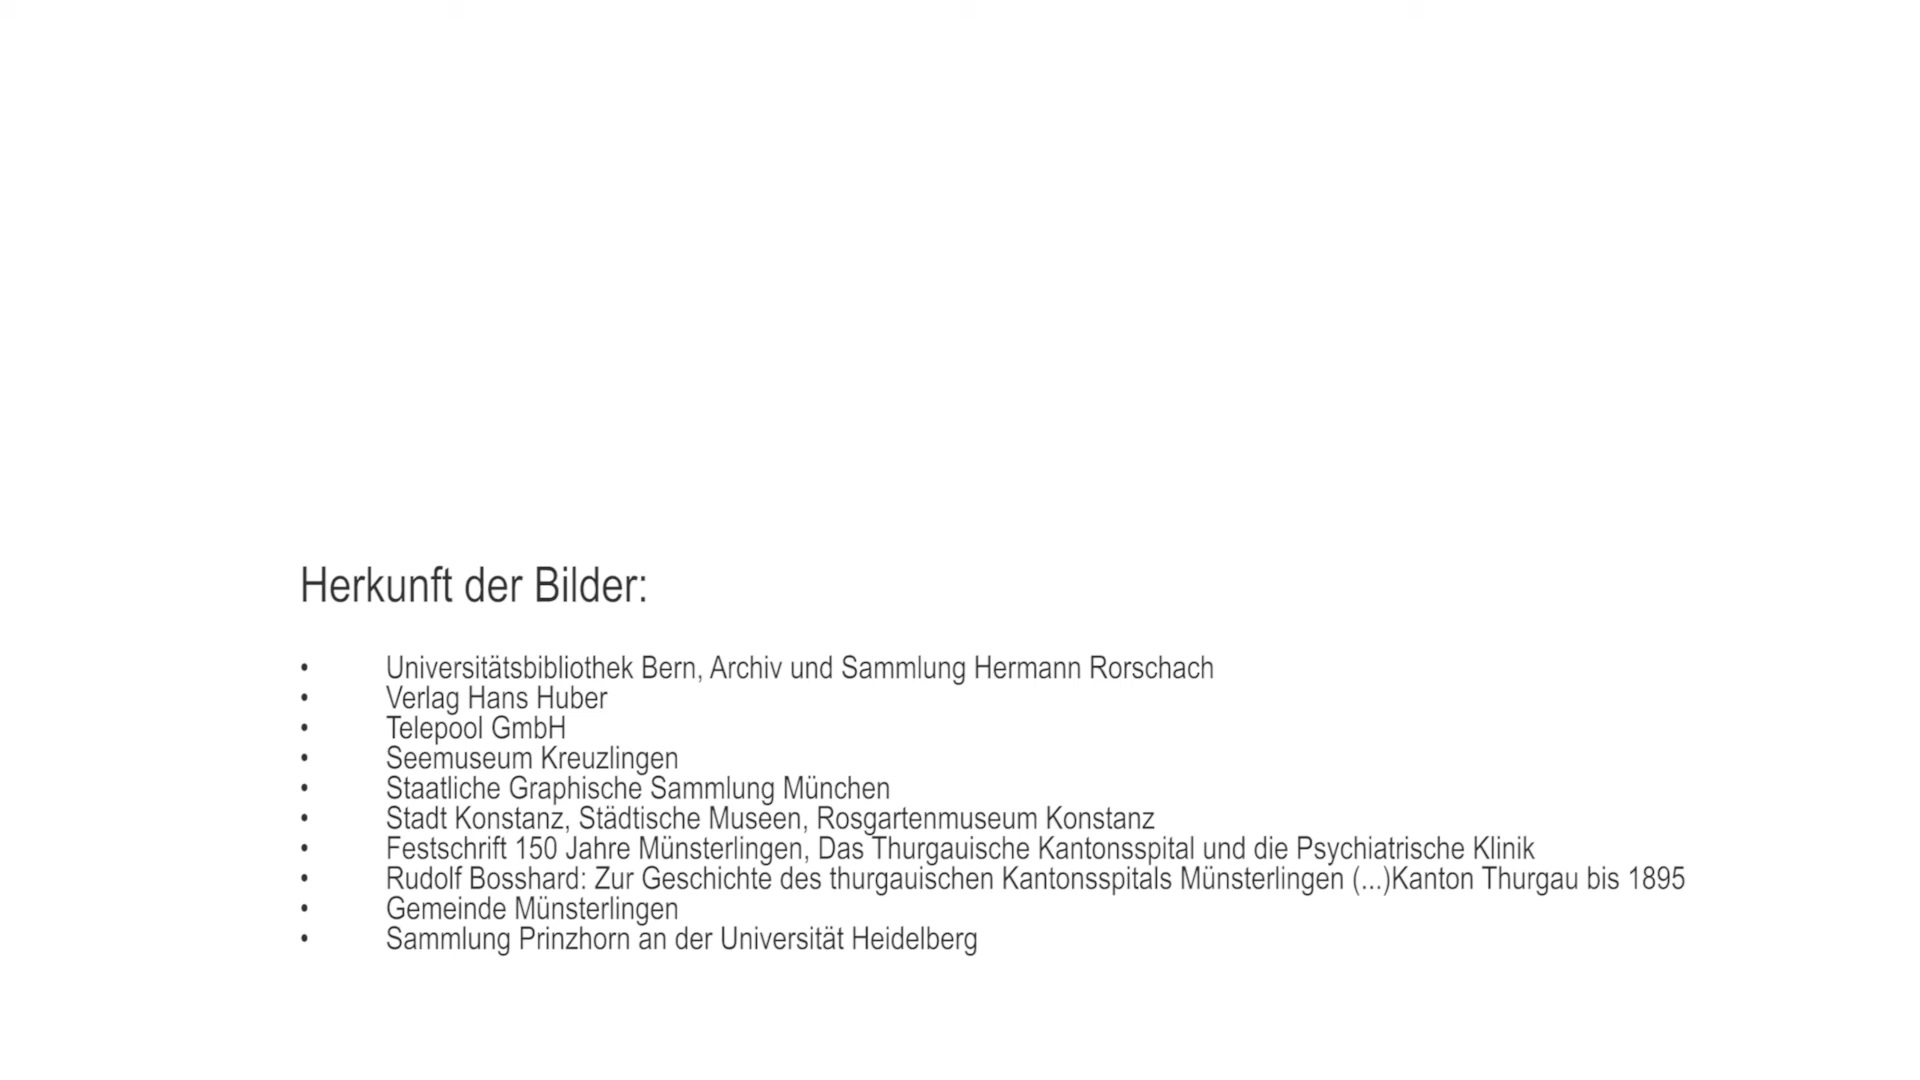 Herkunft der Bilder:
• Universitätsbibliothek Bern, Archiv und Sammlung Hermann Rorschach
• Verlag Hans Huber
• Telepool GmbH
• Seemuseum Kreuzlingen
• Staatliche Graphische Sammlung München
• Stadt Konstanz, Städtische Museen, Rosgartenmuseum Konstanz
• Festschrift 150 Jahre Münsterlingen, Das Thurgauische Kantonsspital und die Psychiatrische Klinik
• Rudolf Bosshard: Zur Geschichte des thurgauischen Kantonsspitals Münsterlingen (...)Kanton Thurgau bis 1895
• Gemeinde Münsterlingen
• Sammlung Prinzhorn an der Universität Heidelberg